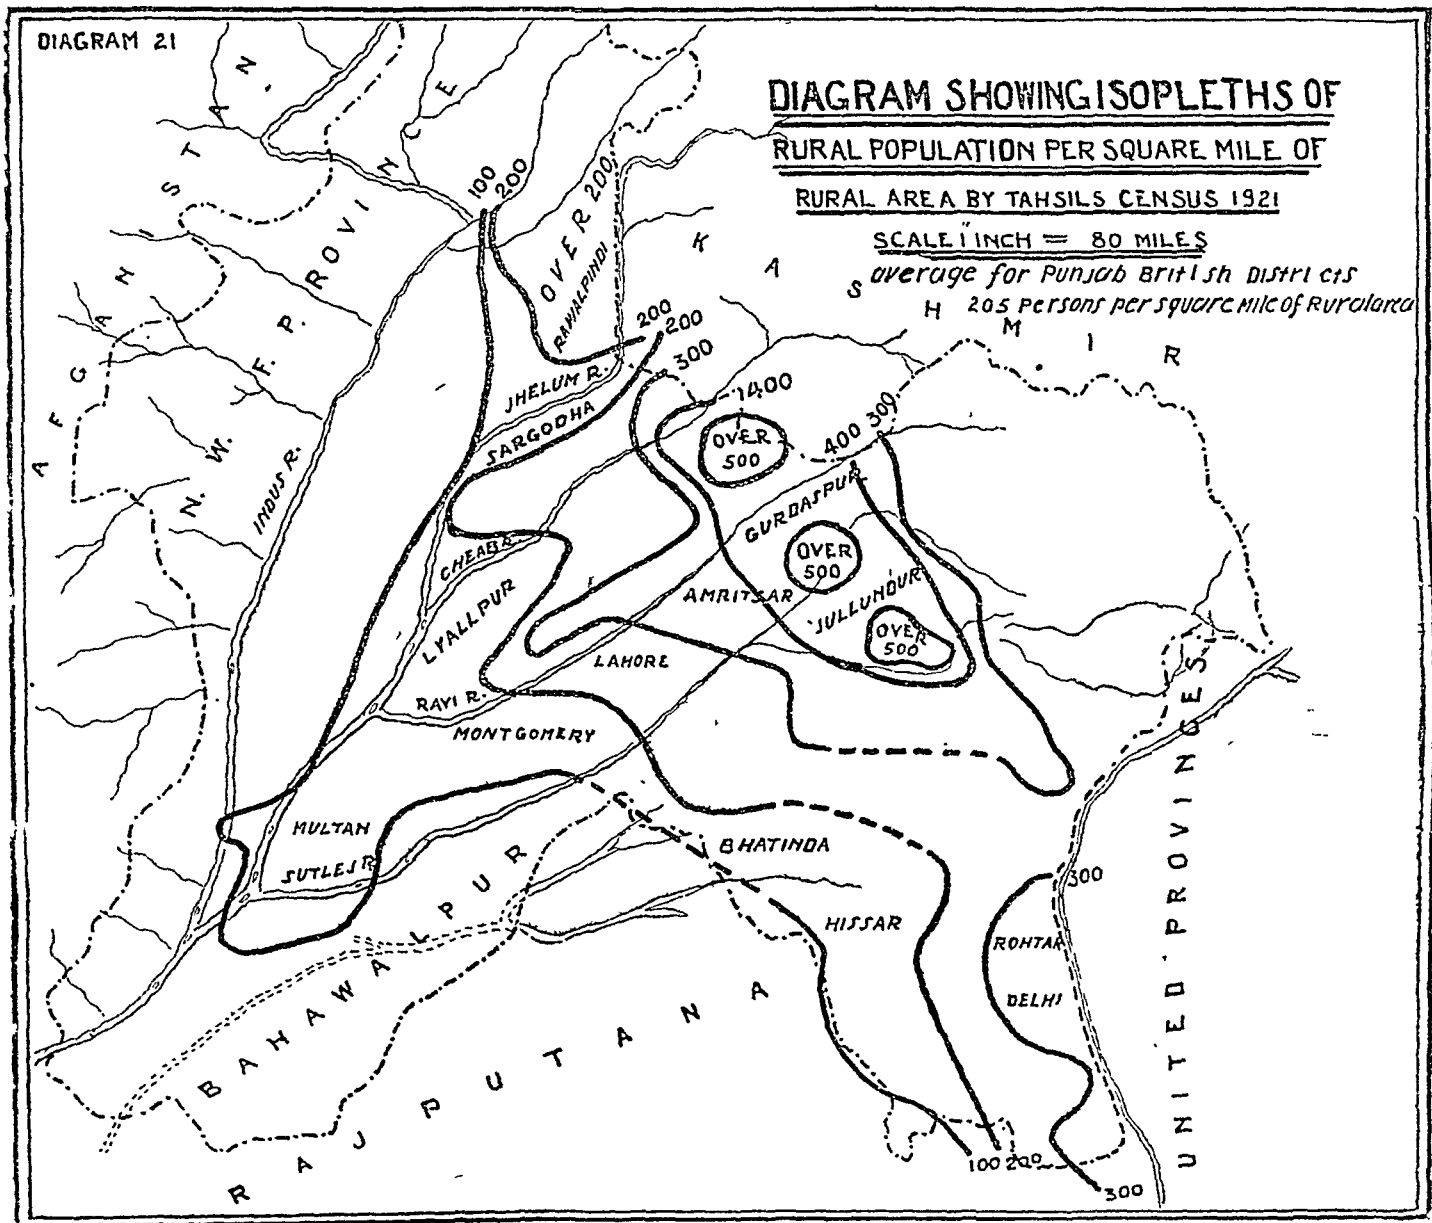 DIAGRAM 21
DIAGRAM SHOWING ISOPLETHS OF
RURAL POPULATION PER SQUARE MILE OF
RURAL AREA BY TAHSILS CENSUS 1921
SCALE 1 INCH = 80 MILES
average for Punjab British Districts
205 Persons per square mile of Rural area
AFGANISTAN
N. W. F. P. PROVINCE
KASHMIR
100
200
OVER 200
RAWALPINDI
200
200
300
1400
JHELUM R.
SARGODHA
OVER
500
400
300
INDUS R.
GURDASPUR
CHEAB R.
OVER
500
LYALLPUR
AMRITSAR
JULLUNDUR
OVER
500
LAHORE
RAVI R.
MONTGOMERY
MULTAN
SUTLES R.
BHATINDA
HISSAR
300
ROHTAK
DELHI
BAHAWALPUR
RAJPUTANA
UNITED PROVINCES
100
200
300